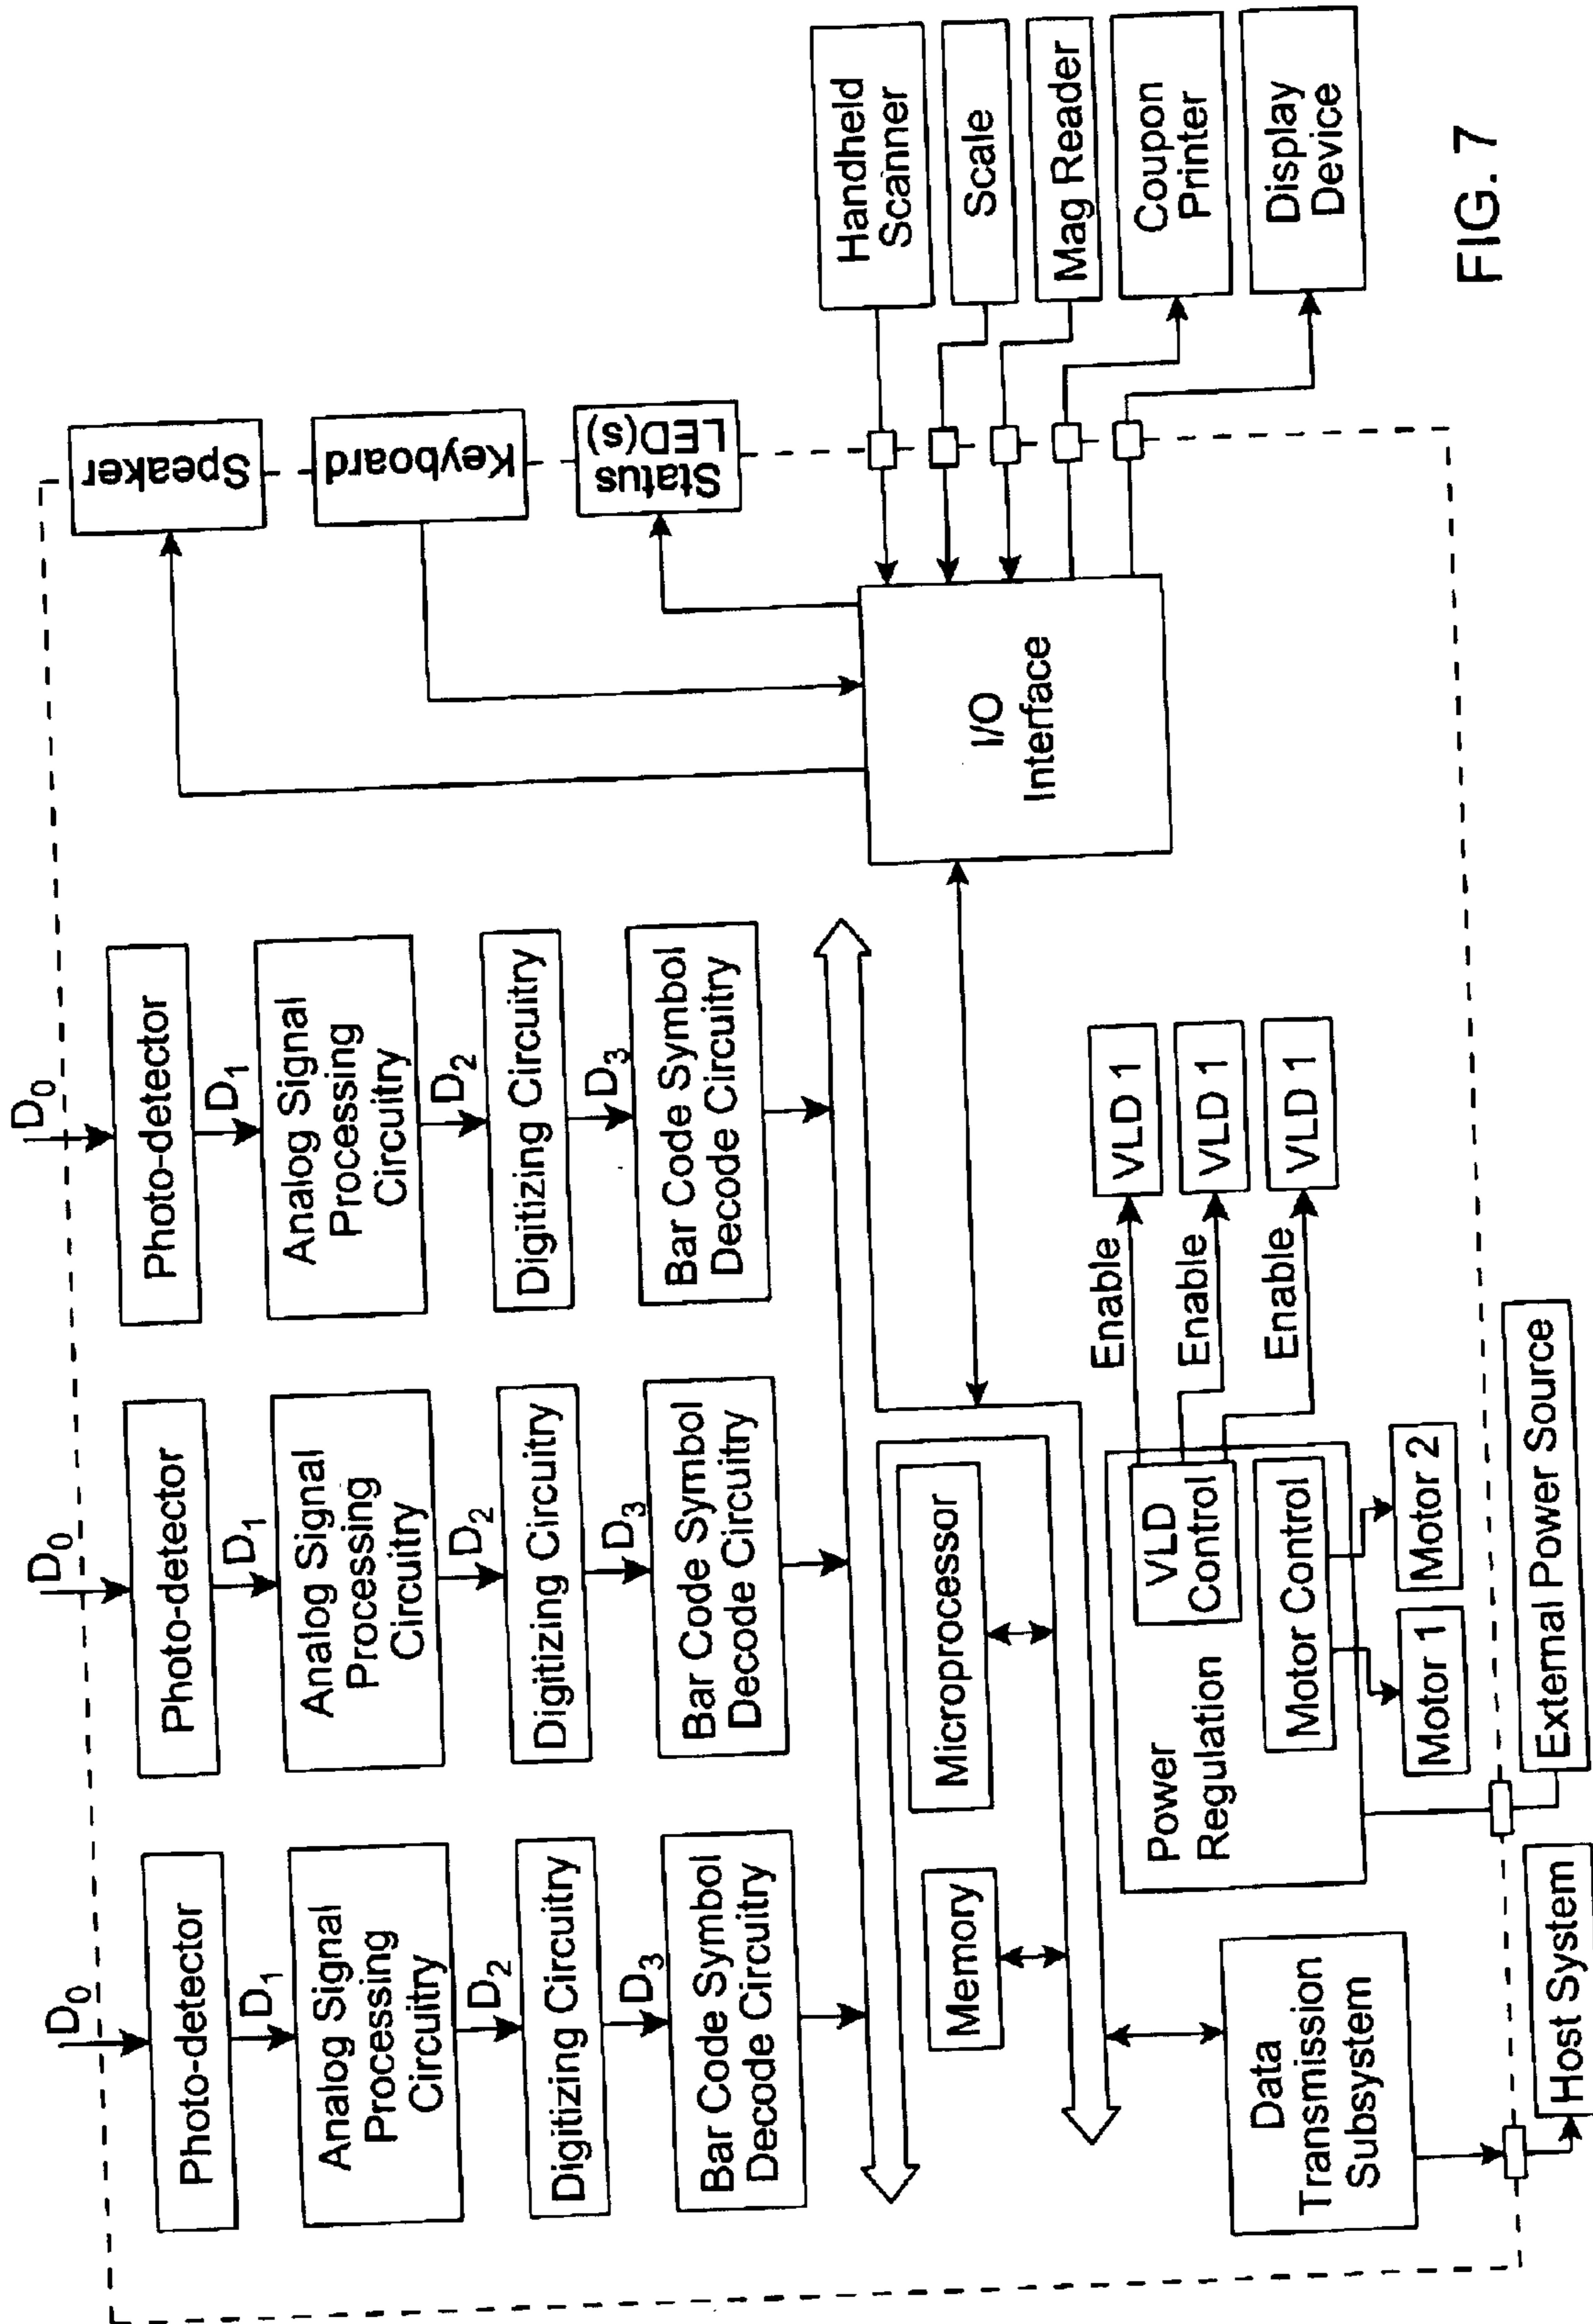 D0
D0
D0
Photo-detector
Photo-detector
Photo-detector
D1
D1
D1
Analog Signal
Processing
Circuitry
Analog Signal
Processing
Circuitry
Analog Signal
Processing
Circuitry
D2
D2
D2
Digitizing Circuitry
Digitizing Circuitry
Digitizing Circuitry
D3
D3
D3
Bar Code Symbol
Decode Circuitry
Bar Code Symbol
Decode Circuitry
Bar Code Symbol
Decode Circuitry
Speaker
Keyboard
Status
LED(s)
Memory
Microprocessor
I/O
Interface
Handheld
Scanner
Scale
Mag Reader
Coupon
Printer
Display
Device
Data
Transmission
Subsystem
Power
Regulation
VLD
Control
Motor Control
Enable
VLD 1
Enable
VLD 1
Enable
VLD 1
Motor 1
Motor 2
Host System
External Power Source
FIG. 7